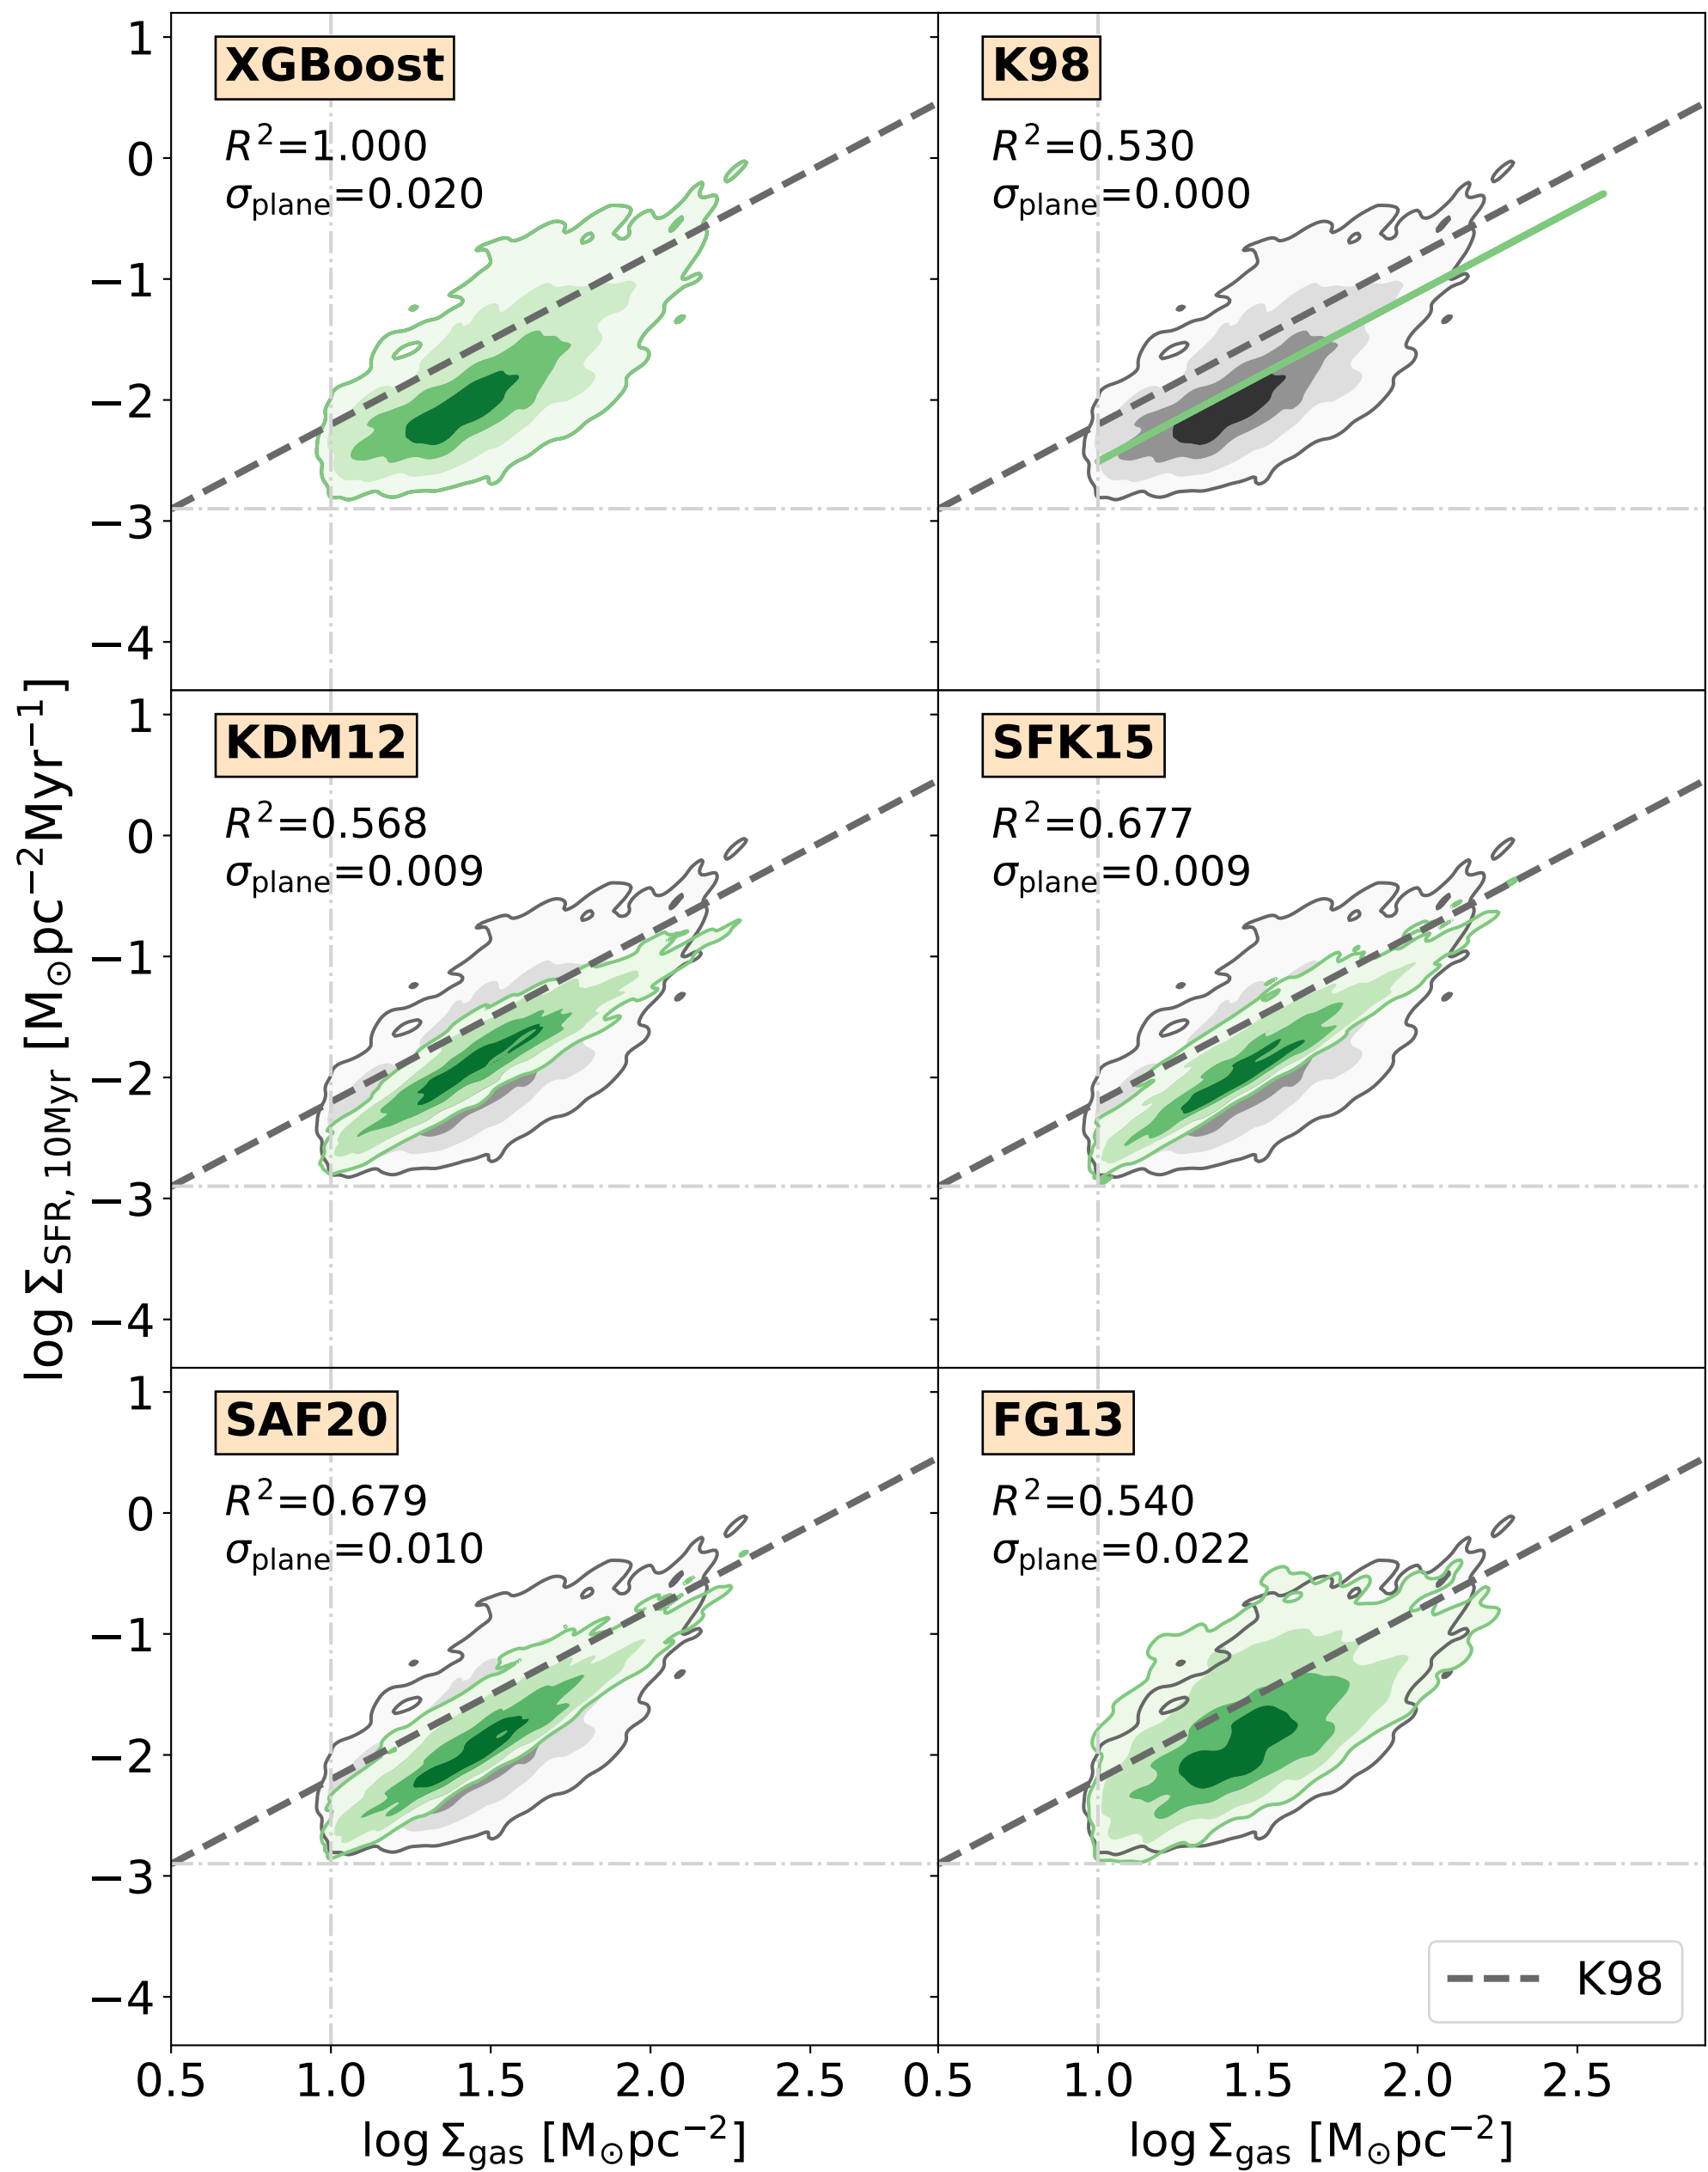 XGBoost
R²=1.000
σplane=0.020
K98
R²=0.530
σplane=0.000
1
0
−1
−2
−3
−4
KDM12
R²=0.568
σplane=0.009
SFK15
R²=0.677
σplane=0.009
1
0
−1
−2
−3
−4
log ΣSFR, 10Myr [M⊙pc⁻²Myr⁻¹]
SAF20
R²=0.679
σplane=0.010
FG13
R²=0.540
σplane=0.022
1
0
−1
−2
−3
−4
K98
0.5 1.0 1.5 2.0 2.5 0.5 1.0 1.5 2.0 2.5
log Σgas [M⊙pc⁻²]
log Σgas [M⊙pc⁻²]